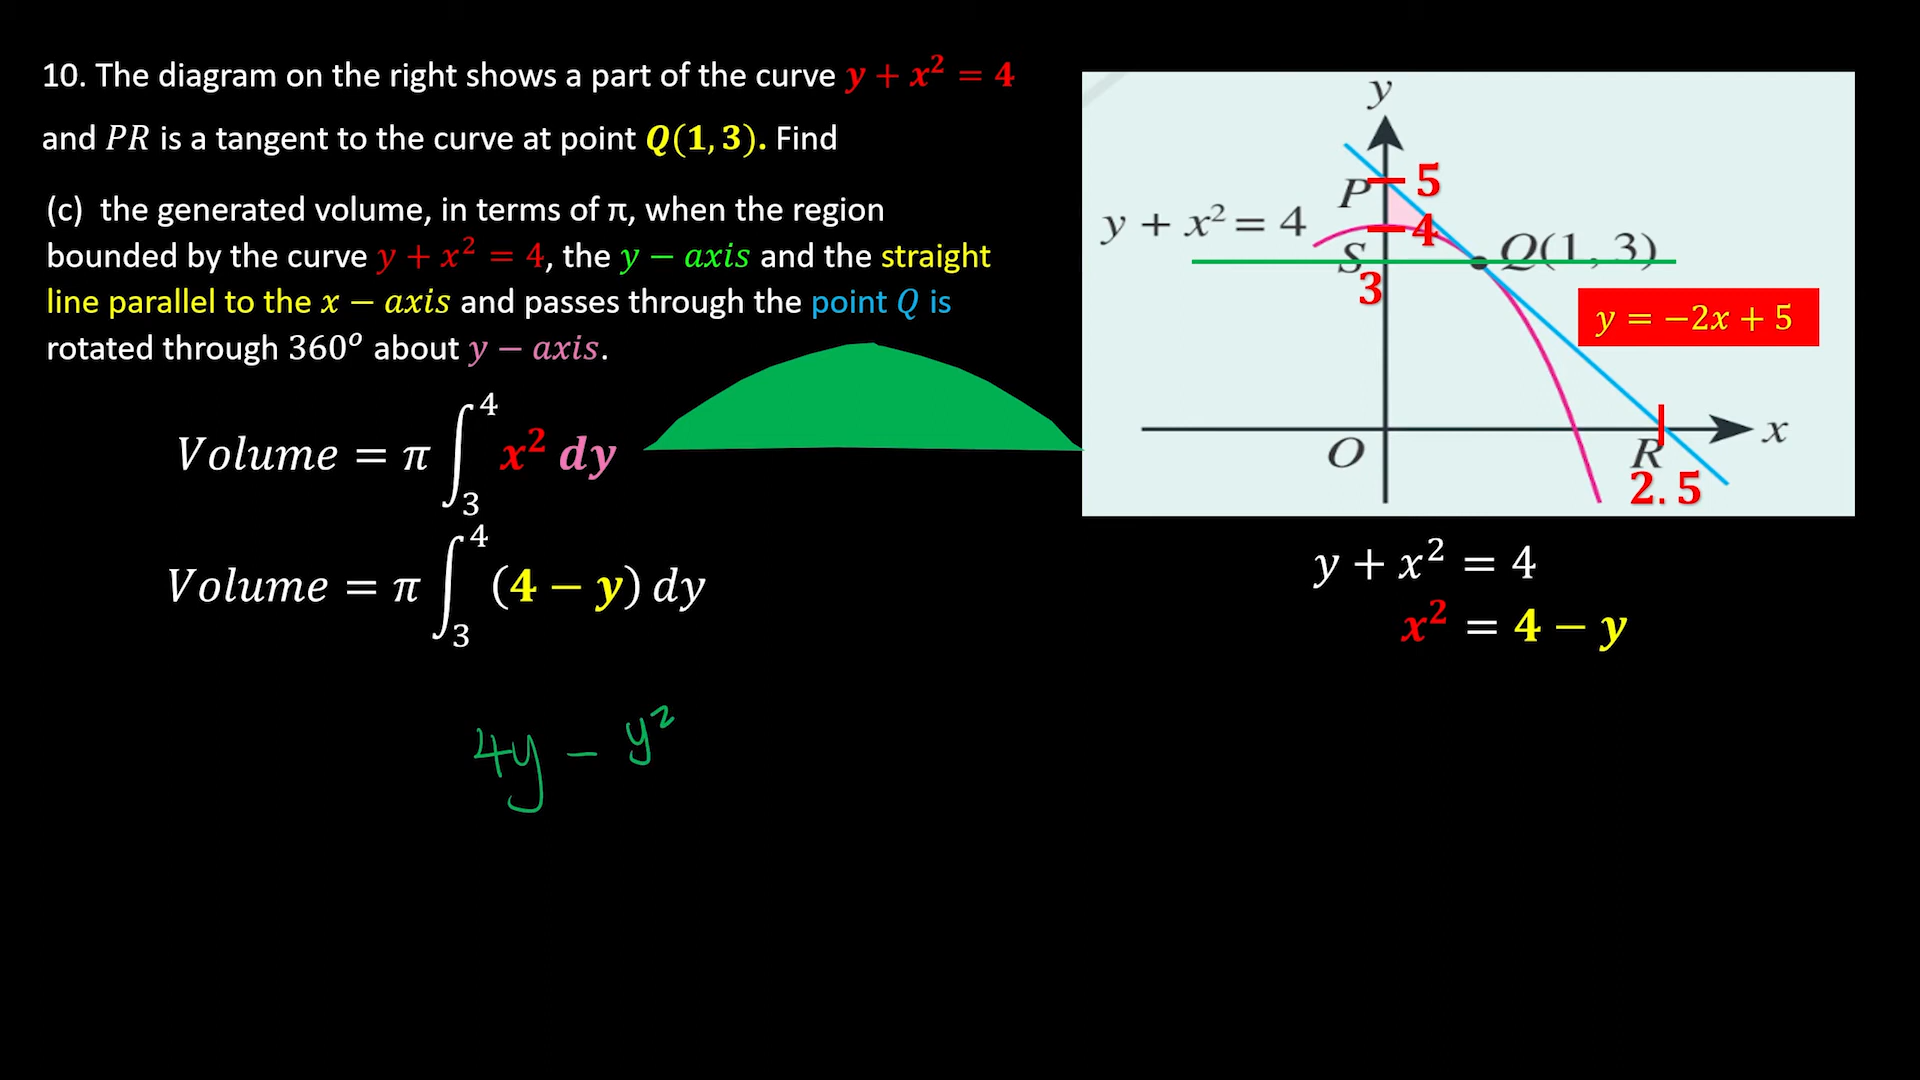 10. The diagram on the right shows a part of the curve y + x² = 4
and PR is a tangent to the curve at point Q(1, 3). Find
(c) the generated volume, in terms of π, when the region
bounded by the curve y + x² = 4, the y − axis and the straight
line parallel to the x − axis and passes through the point Q is
rotated through 360° about y − axis.
Volume = π ∫₃⁴ x² dy
Volume = π ∫₃⁴ (4 − y) dy
4y − y²
y
P
5
y + x² = 4
4
S
Q(1, 3)
3
y = −2x + 5
O
R
x
2.5
y + x² = 4
x² = 4 − y